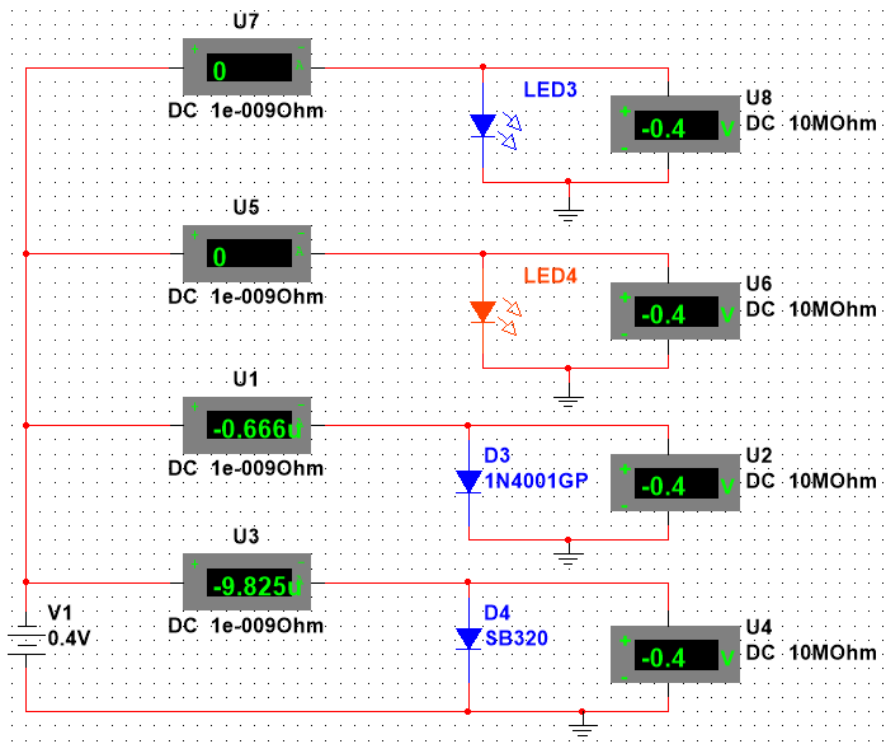 U7
0
DC 1e-009Ohm
LED3
U8
-0.4 V
DC 10MOhm
U5
0
DC 1e-009Ohm
LED4
U6
-0.4 V
DC 10MOhm
U1
-0.666u
DC 1e-009Ohm
D3
1N4001GP
U2
-0.4 V
DC 10MOhm
U3
-9.825u
DC 1e-009Ohm
V1
0.4V
D4
SB320
U4
-0.4 V
DC 10MOhm